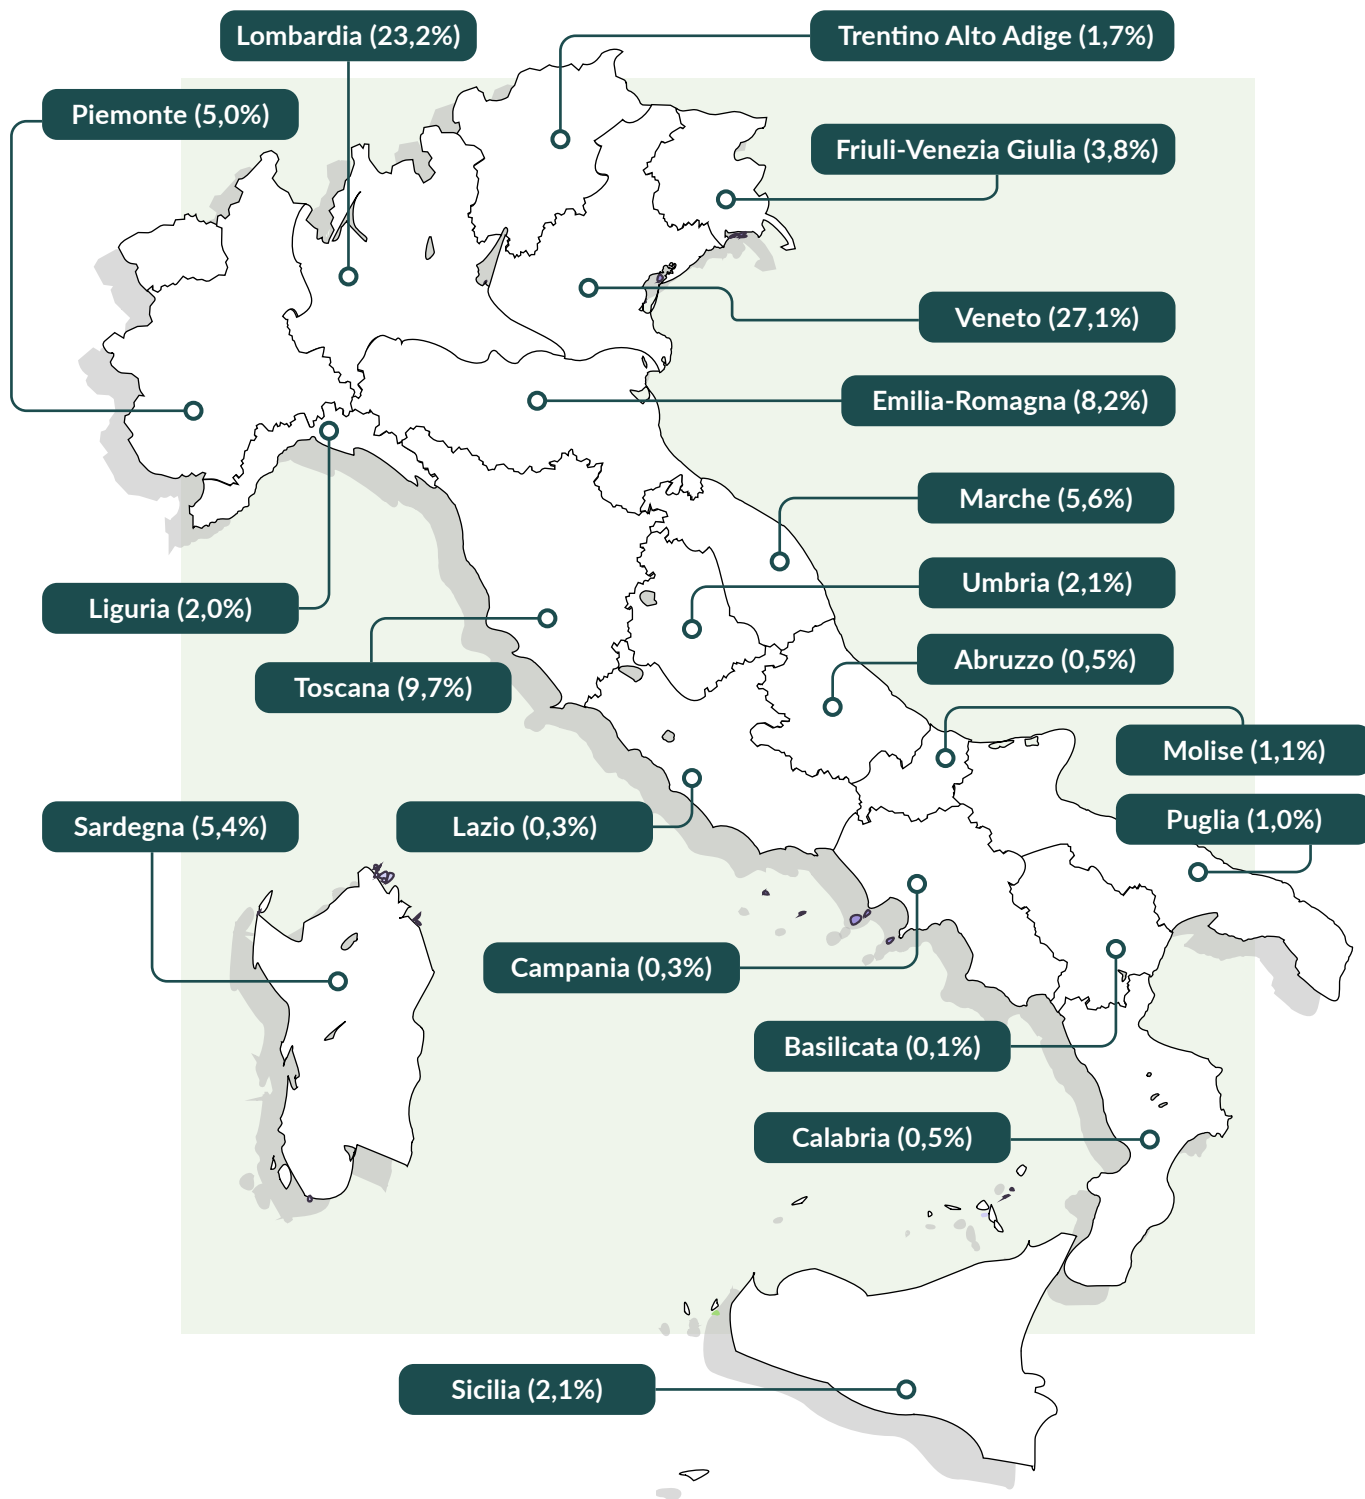 Lombardia (23,2%)
Trentino Alto Adige (1,7%)
Piemonte (5,0%)
Friuli-Venezia Giulia (3,8%)
Veneto (27,1%)
Emilia-Romagna (8,2%)
Marche (5,6%)
Umbria (2,1%)
Liguria (2,0%)
Abruzzo (0,5%)
Toscana (9,7%)
Molise (1,1%)
Puglia (1,0%)
Sardegna (5,4%)
Lazio (0,3%)
Campania (0,3%)
Basilicata (0,1%)
Calabria (0,5%)
Sicilia (2,1%)